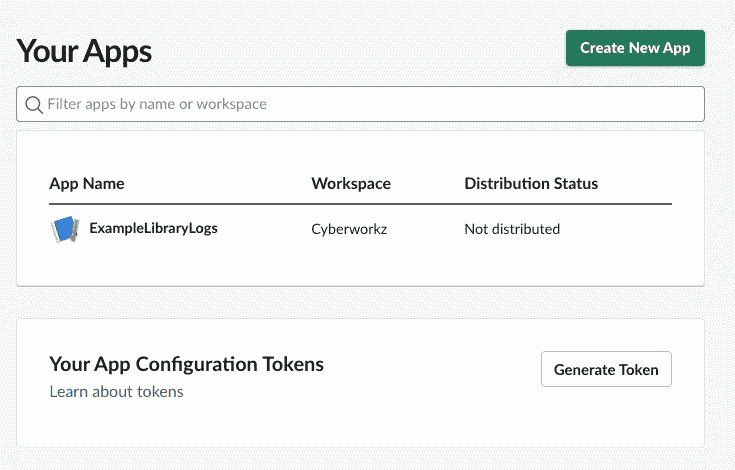 Your Apps
Create New App
Filter apps by name or workspace
App Name Workspace Distribution Status
ExampleLibraryLogs Cyberworkz Not distributed
Your App Configuration Tokens
Generate Token
Learn about tokens